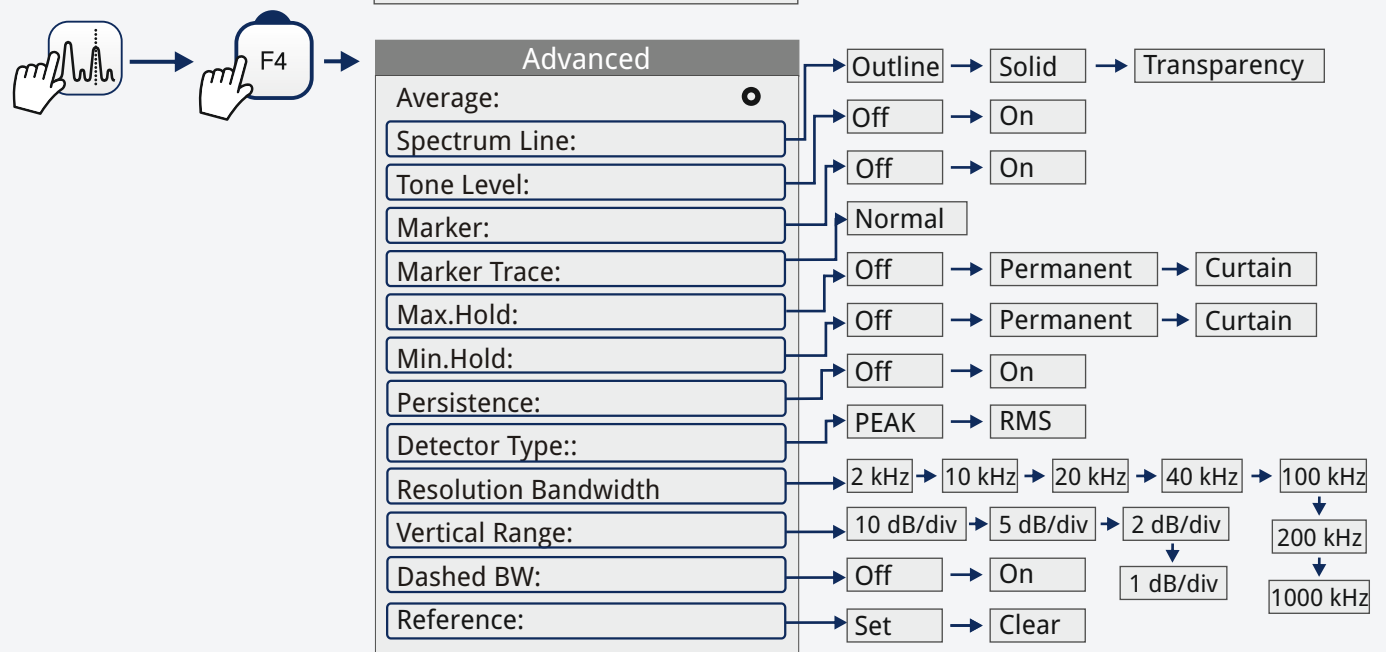 F4
Advanced
Average:
Spectrum Line:
Outline Solid Transparency
Tone Level:
Off On
Marker:
Off On
Marker Trace:
Normal
Max.Hold:
Off Permanent Curtain
Min.Hold:
Off Permanent Curtain
Persistence:
Off On
Detector Type::
PEAK RMS
Resolution Bandwidth
2 kHz 10 kHz 20 kHz 40 kHz 100 kHz
200 kHz
1000 kHz
Vertical Range:
10 dB/div 5 dB/div 2 dB/div
1 dB/div
Dashed BW:
Off On
Reference:
Set Clear